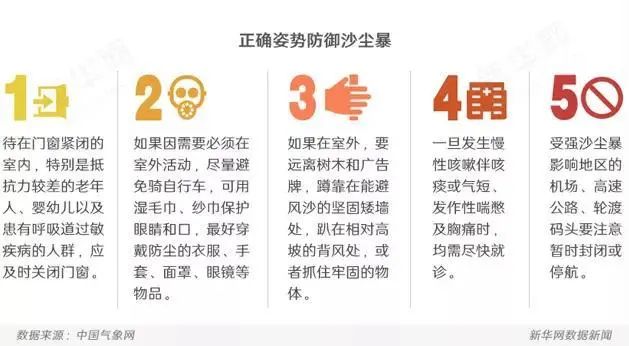 正确姿势防御沙尘暴
1
待在门窗紧闭的
室内，特别是抵
抗力较差的老年
人、婴幼儿以及
患有呼吸道过敏
疾病的人群，应
及时关闭门窗。
2
如果因需要必须在
室外活动，尽量避
免骑自行车，可用
湿毛巾、纱巾保护
眼睛和口，最好穿
戴防尘的衣服、手
套、面罩、眼镜等
物品。
3
如果在室外，要
远离树木和广告
牌，蹲靠在能避
风沙的坚固矮墙
处，趴在相对高
坡的背风处，或
者抓住牢固的物
体。
4
一旦发生慢
性咳嗽伴咳
痰或气短、
发作性喘憋
及胸痛时，
均需尽快就
诊。
5
受强沙尘暴
影响地区的
机场、高速
公路、轮渡
码头要注意
暂时封闭或
停航。
数据来源：中国气象网
新华网数据新闻